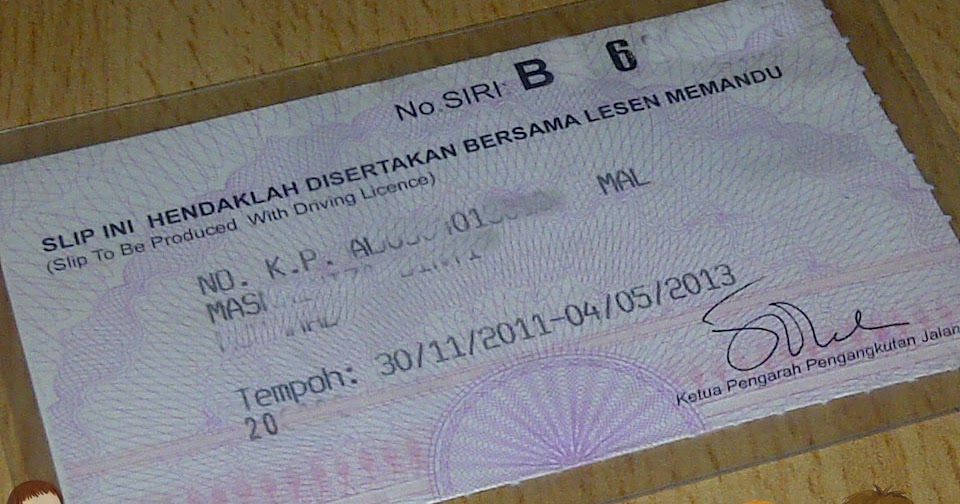 No.SIRI: B 6
SLIP INI HENDAKLAH DISERTAKAN BERSAMA LESEN MEMANDU
(Slip To Be Produced With Driving Licence)
NO. K.P. MAL
Tempoh: 30/11/2011-04/05/2013
20
Ketua Pengarah Pengangkutan Jalan